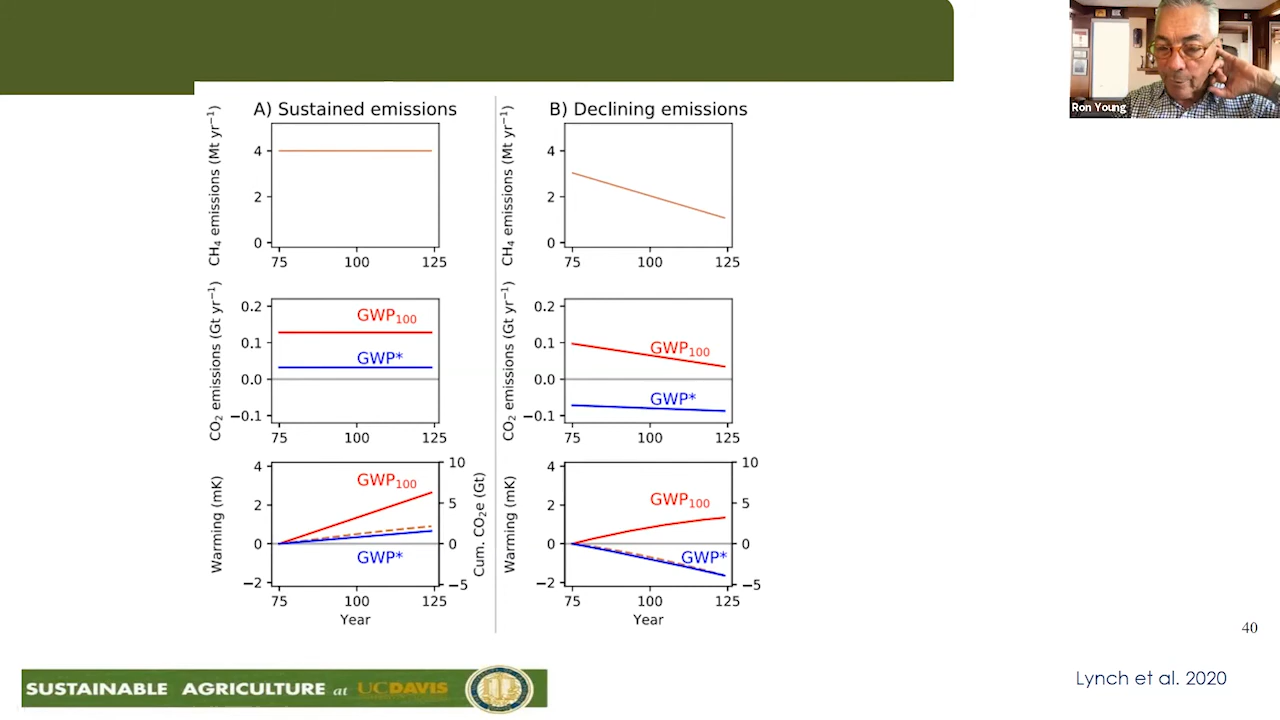 Ron Young
A) Sustained emissions
CH₄ emissions (Mt yr⁻¹)
4
2
0
75 100 125
CO₂ emissions (Gt yr⁻¹)
0.2
0.1
0.0
−0.1
GWP₁₀₀
GWP*
75 100 125
Warming (mK)
4
2
0
−2
GWP₁₀₀
GWP*
10
5
0
−5
Cum. CO₂e (Gt)
75 100 125
Year
B) Declining emissions
CH₄ emissions (Mt yr⁻¹)
4
2
0
75 100 125
CO₂ emissions (Gt yr⁻¹)
0.2
0.1
0.0
−0.1
GWP₁₀₀
GWP*
75 100 125
Warming (mK)
4
2
0
−2
GWP₁₀₀
GWP*
10
5
0
−5
75 100 125
Year
40
SUSTAINABLE AGRICULTURE at UCDAVIS
Lynch et al. 2020